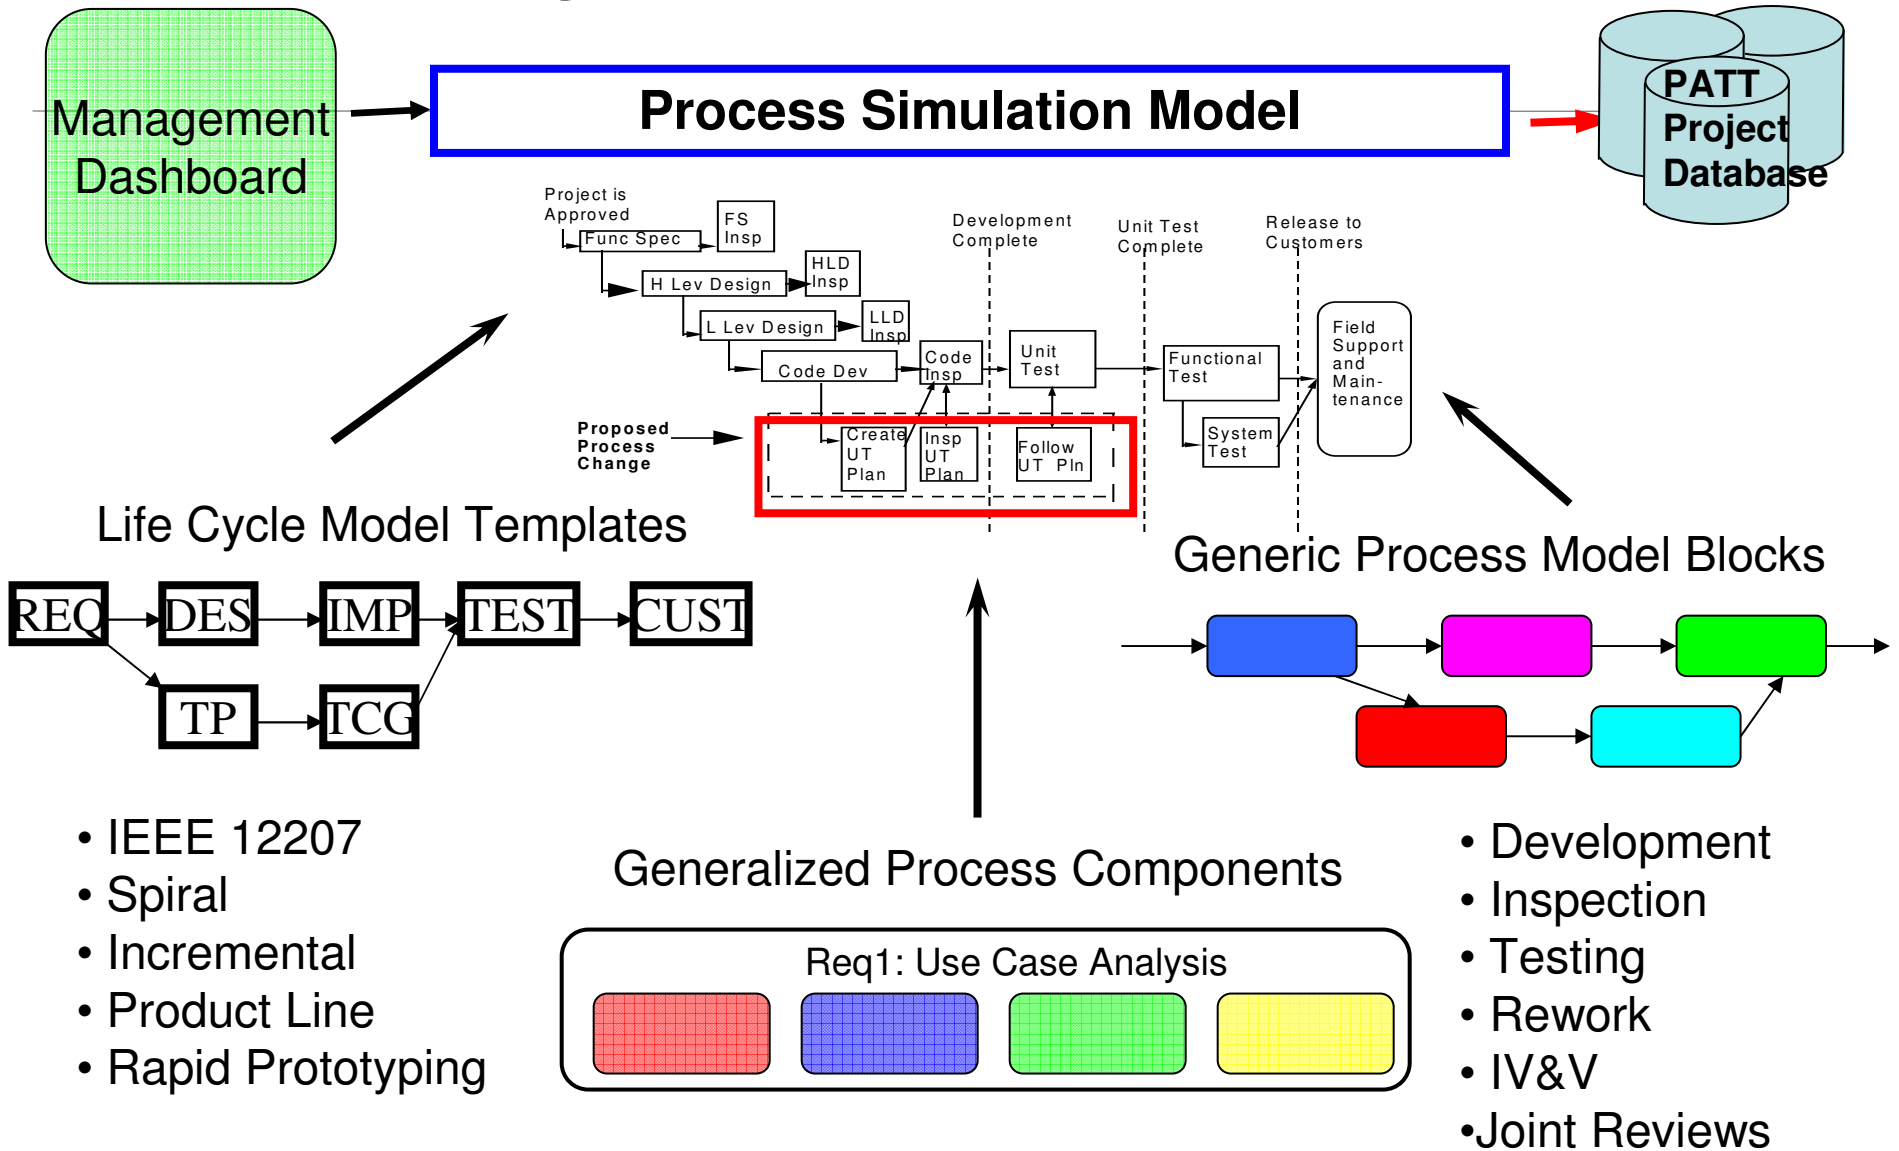 Management
Dashboard
Process Simulation Model
PATT
Project
Database
Project is
Approved
Func Spec
FS
Insp
H Lev Design
HLD
Insp
L Lev Design
LLD
Insp
Code Dev
Code
Insp
Development
Complete
Unit
Test
Unit Test
Complete
Functional
Test
System
Test
Release to
Customers
Field
Support
and
Main-
tenance
Proposed
Process
Change
Create
UT
Plan
Insp
UT
Plan
Follow
UT Pln
Life Cycle Model Templates
REQ
DES
IMP
TEST
CUST
TP
TCG
• IEEE 12207
• Spiral
• Incremental
• Product Line
• Rapid Prototyping
Generalized Process Components
Req1: Use Case Analysis
Generic Process Model Blocks
• Development
• Inspection
• Testing
• Rework
• IV&V
•Joint Reviews